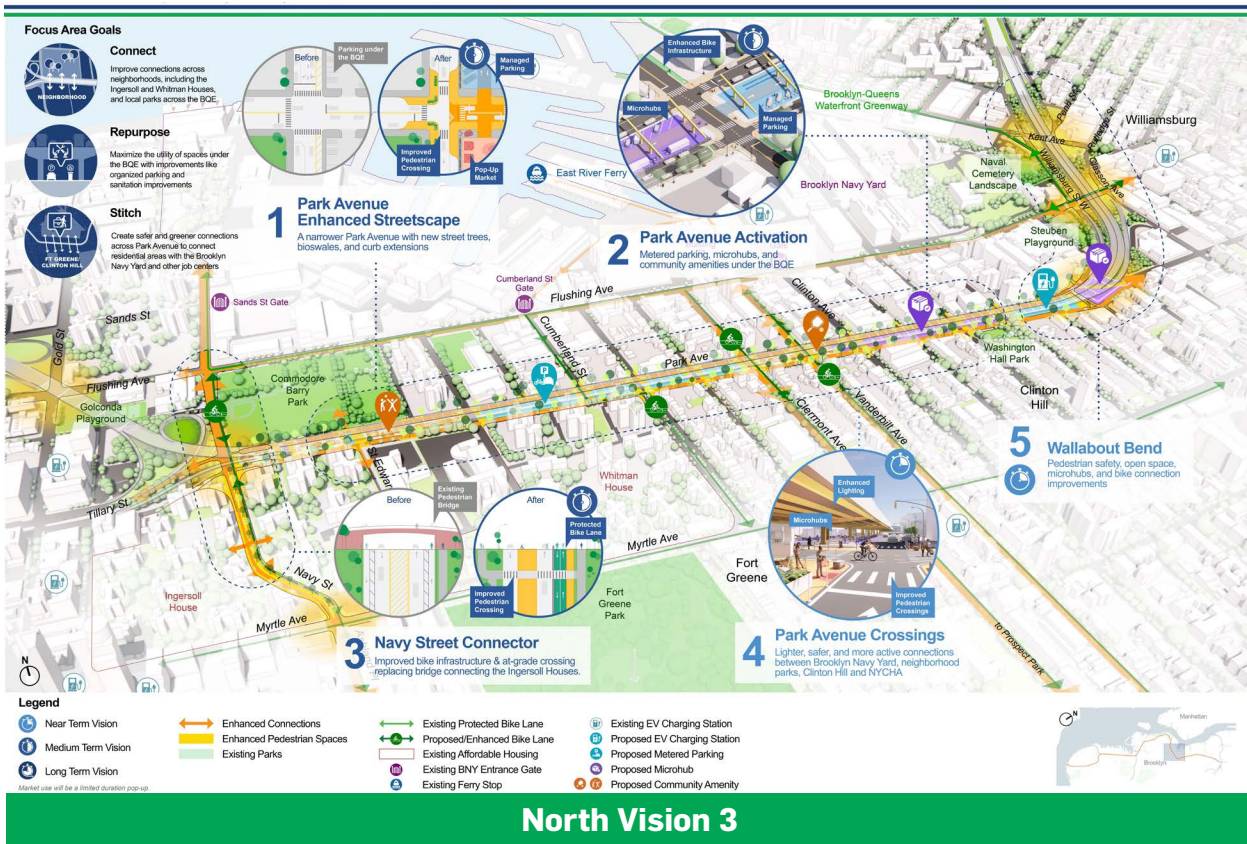 Focus Area Goals
Connect
Improve connections across
neighborhoods, including the
Ingersoll and Whitman Houses,
and local parks across the BQE
NEIGHBORHOOD
Repurpose
Maximize the utility of spaces under
the BQE with improvements like
organized parking and
sanitation improvements
Stitch
Create safer and greener connections
across Park Avenue to connect
residential areas with the Brooklyn
Navy Yard and other job centers
FT GREENE/
CLINTON HILL
Before
Parking under
the BQE
After
Managed
Parking
Improved
Pedestrian
Crossing
Pop-Up
Market
1
Park Avenue
Enhanced Streetscape
A narrower Park Avenue with new street trees,
bioswales, and curb extensions
East River Ferry
Enhanced Bike
Infrastructure
Microhubs
Managed
Parking
2
Park Avenue Activation
Metered parking, microhubs, and
community amenities under the BQE
Brooklyn-Queens
Waterfront Greenway
Brooklyn Navy Yard
Williamsburg
Kent Ave
Classon Ave
Williamsburg St W
Naval
Cemetery
Landscape
Steuben
Playground
Washington
Hall Park
Clinton
Hill
Cumberland St
Gate
Flushing Ave
Clinton Ave
Sands St Gate
Sands St
Gold St
Flushing Ave
Golconda
Playground
Commodore
Barry
Park
Cumberland St
Park Ave
Clermont Ave
Vanderbilt Ave
Tillary St
St Edwar
Whitman
House
Ingersoll
House
Navy St
Myrtle Ave
Myrtle Ave
Fort
Greene
Park
Fort
Greene
to Prospect Park
Before
Existing
Pedestrian
Bridge
After
Protected
Bike Lane
Improved
Pedestrian
Crossing
3
Navy Street Connector
Improved bike infrastructure & at-grade crossing
replacing bridge connecting the Ingersoll Houses.
Enhanced
Lighting
Microhubs
Improved
Pedestrian
Crossings
4
Park Avenue Crossings
Lighter, safer, and more active connections
between Brooklyn Navy Yard, neighborhood
parks, Clinton Hill and NYCHA
5
Wallabout Bend
Pedestrian safety, open space,
microhubs, and bike connection
improvements
N
Legend
Near Term Vision
Medium Term Vision
Long Term Vision
Market use will be a limited duration pop-up.
Enhanced Connections
Enhanced Pedestrian Spaces
Existing Parks
Existing Protected Bike Lane
Proposed/Enhanced Bike Lane
Existing Affordable Housing
Existing BNY Entrance Gate
Existing Ferry Stop
Existing EV Charging Station
Proposed EV Charging Station
Proposed Metered Parking
Proposed Microhub
Proposed Community Amenity
N
Manhattan
Brooklyn
North Vision 3